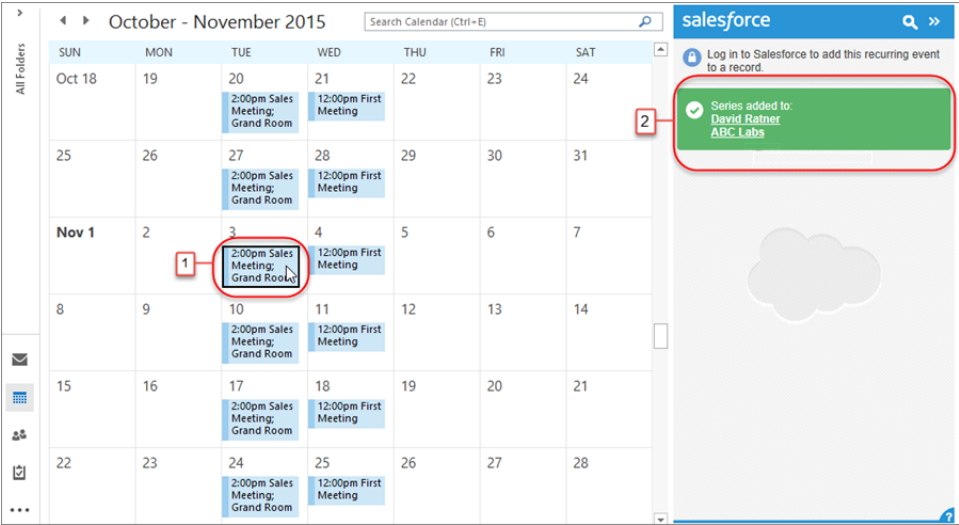 October - November 2015
Search Calendar (Ctrl+E)
All Folders
SUN MON TUE WED THU FRI SAT
Oct 18 19 20 21 22 23 24
2:00pm Sales
Meeting;
Grand Room
12:00pm First
Meeting
25 26 27 28 29 30 31
2:00pm Sales
Meeting;
Grand Room
12:00pm First
Meeting
Nov 1 2 3 4 5 6 7
1
2:00pm Sales
Meeting;
Grand Room
12:00pm First
Meeting
8 9 10 11 12 13 14
2:00pm Sales
Meeting;
Grand Room
12:00pm First
Meeting
15 16 17 18 19 20 21
2:00pm Sales
Meeting;
Grand Room
12:00pm First
Meeting
22 23 24 25 26 27 28
2:00pm Sales
Meeting;
Grand Room
12:00pm First
Meeting
salesforce
Log in to Salesforce to add this recurring event
to a record.
2
Series added to:
David Ratner
ABC Labs
?